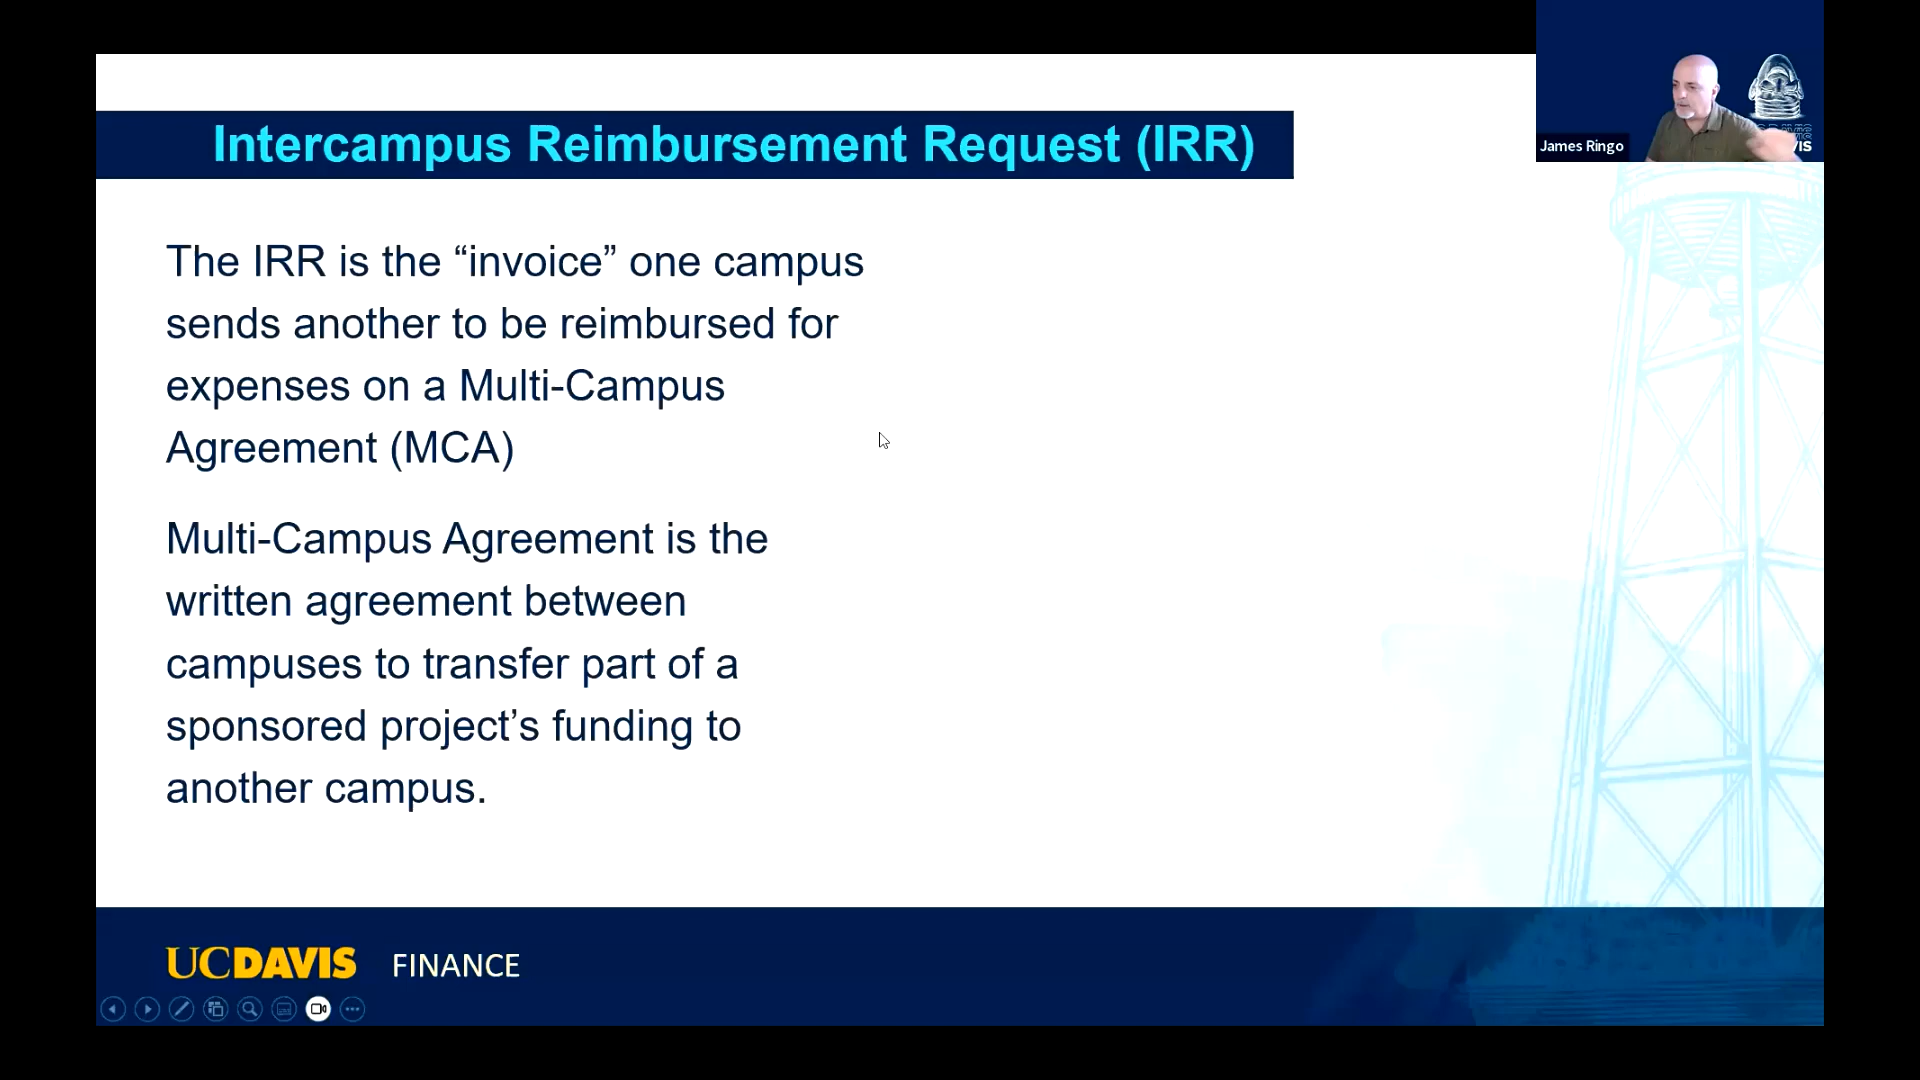 Intercampus Reimbursement Request (IRR)
James Ringo
The IRR is the “invoice” one campus
sends another to be reimbursed for
expenses on a Multi-Campus
Agreement (MCA)
Multi-Campus Agreement is the
written agreement between
campuses to transfer part of a
sponsored project’s funding to
another campus.
UCDAVIS FINANCE